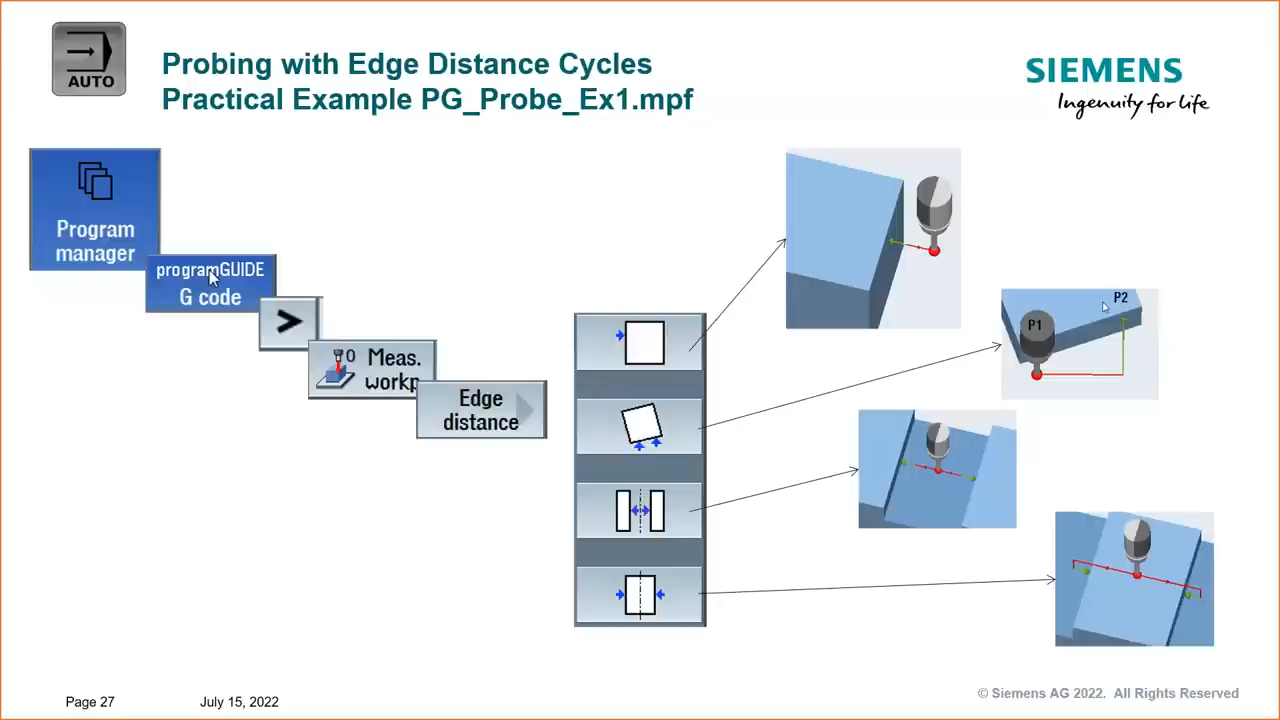 AUTO
Probing with Edge Distance Cycles
Practical Example PG_Probe_Ex1.mpf
SIEMENS
Ingenuity for life
Program
manager
programGUIDE
G code
>
Meas.
workp
Edge
distance
P1
P2
Page 27
July 15, 2022
© Siemens AG 2022. All Rights Reserved